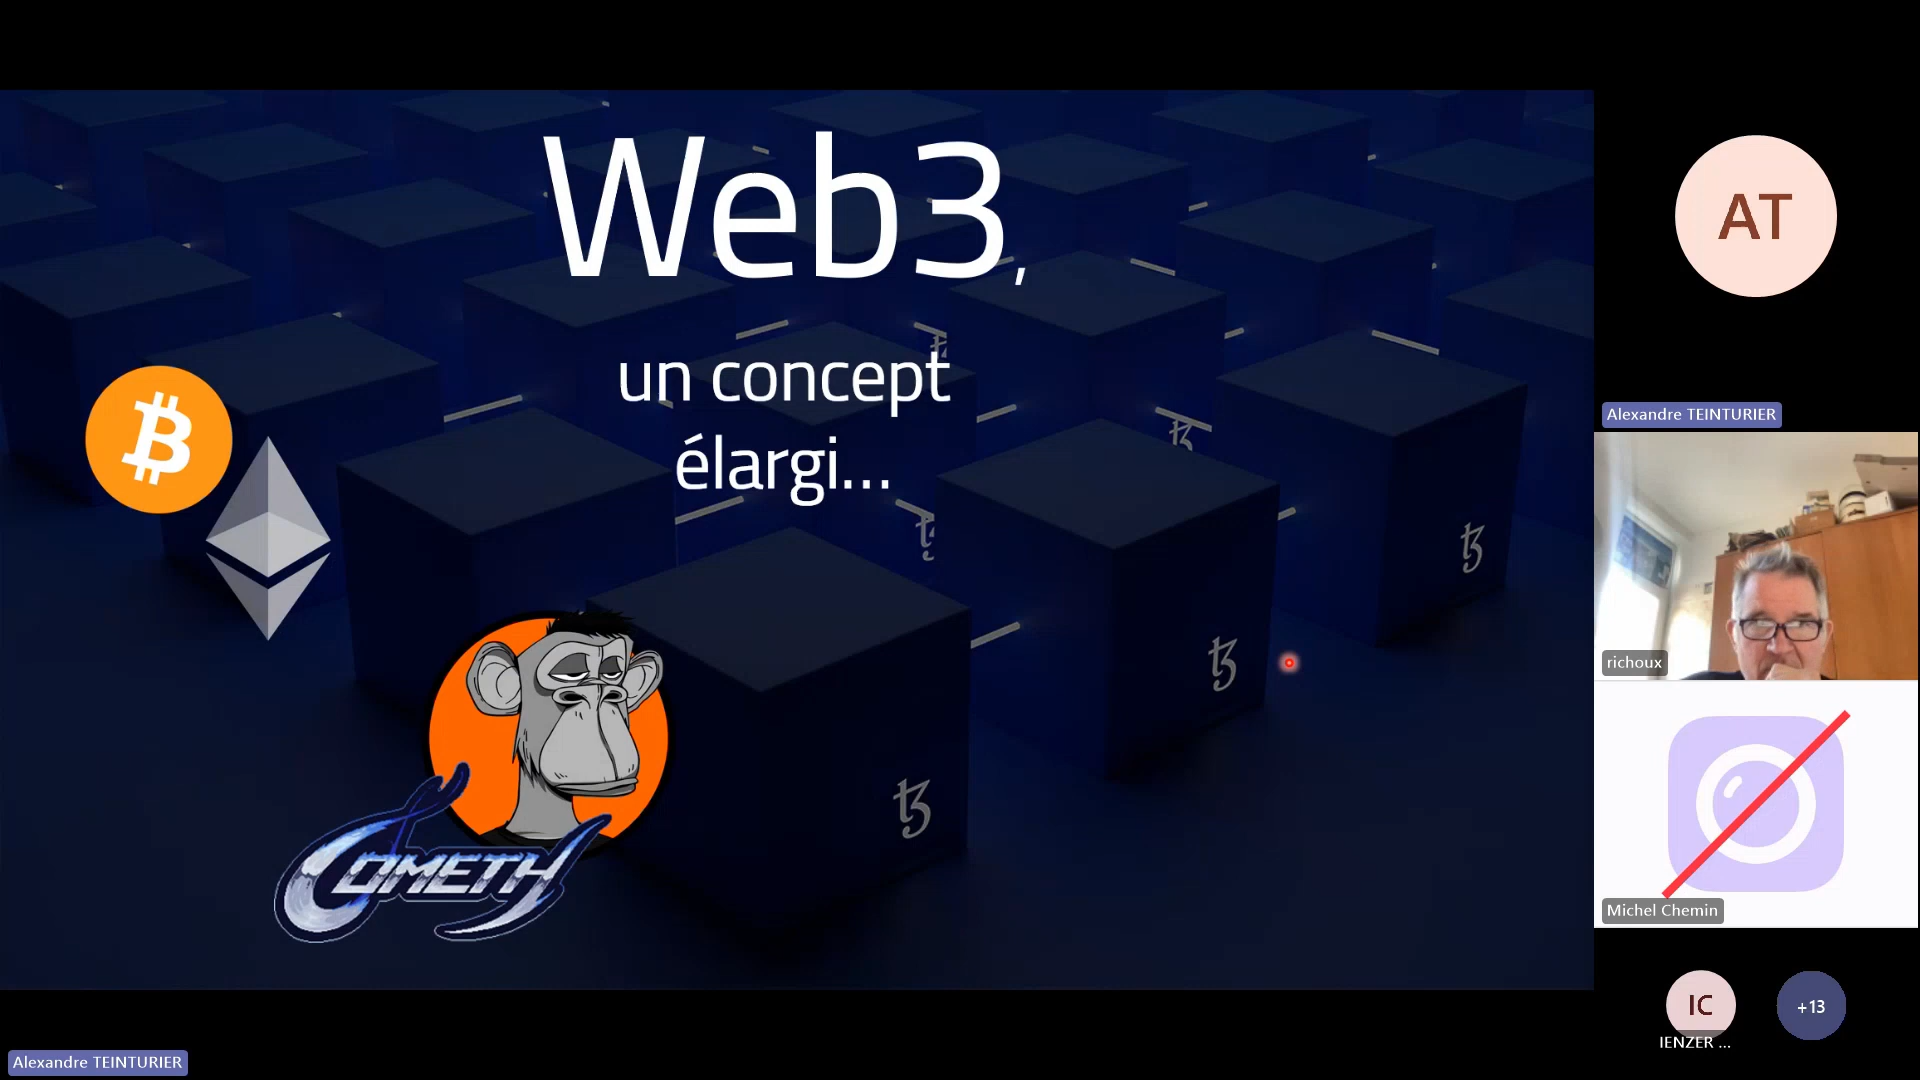 Web3,
un concept
élargi...
COMETH
AT
Alexandre TEINTURIER
richoux
Michel Chemin
IC
+13
IENZER ...
Alexandre TEINTURIER